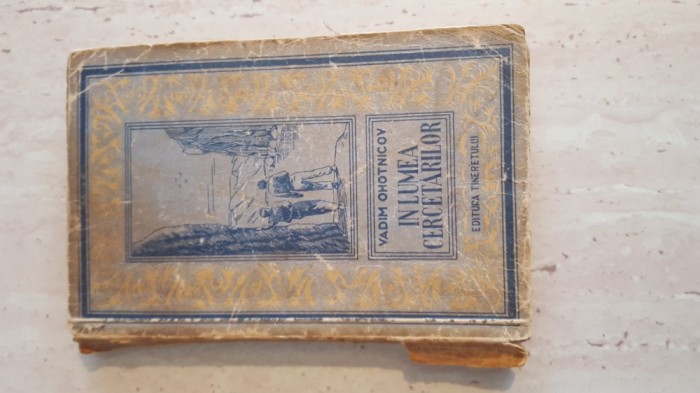 VADIM OHOTNICOV
IN LUMEA
CERCETARILOR
EDITURA TINERETULUI